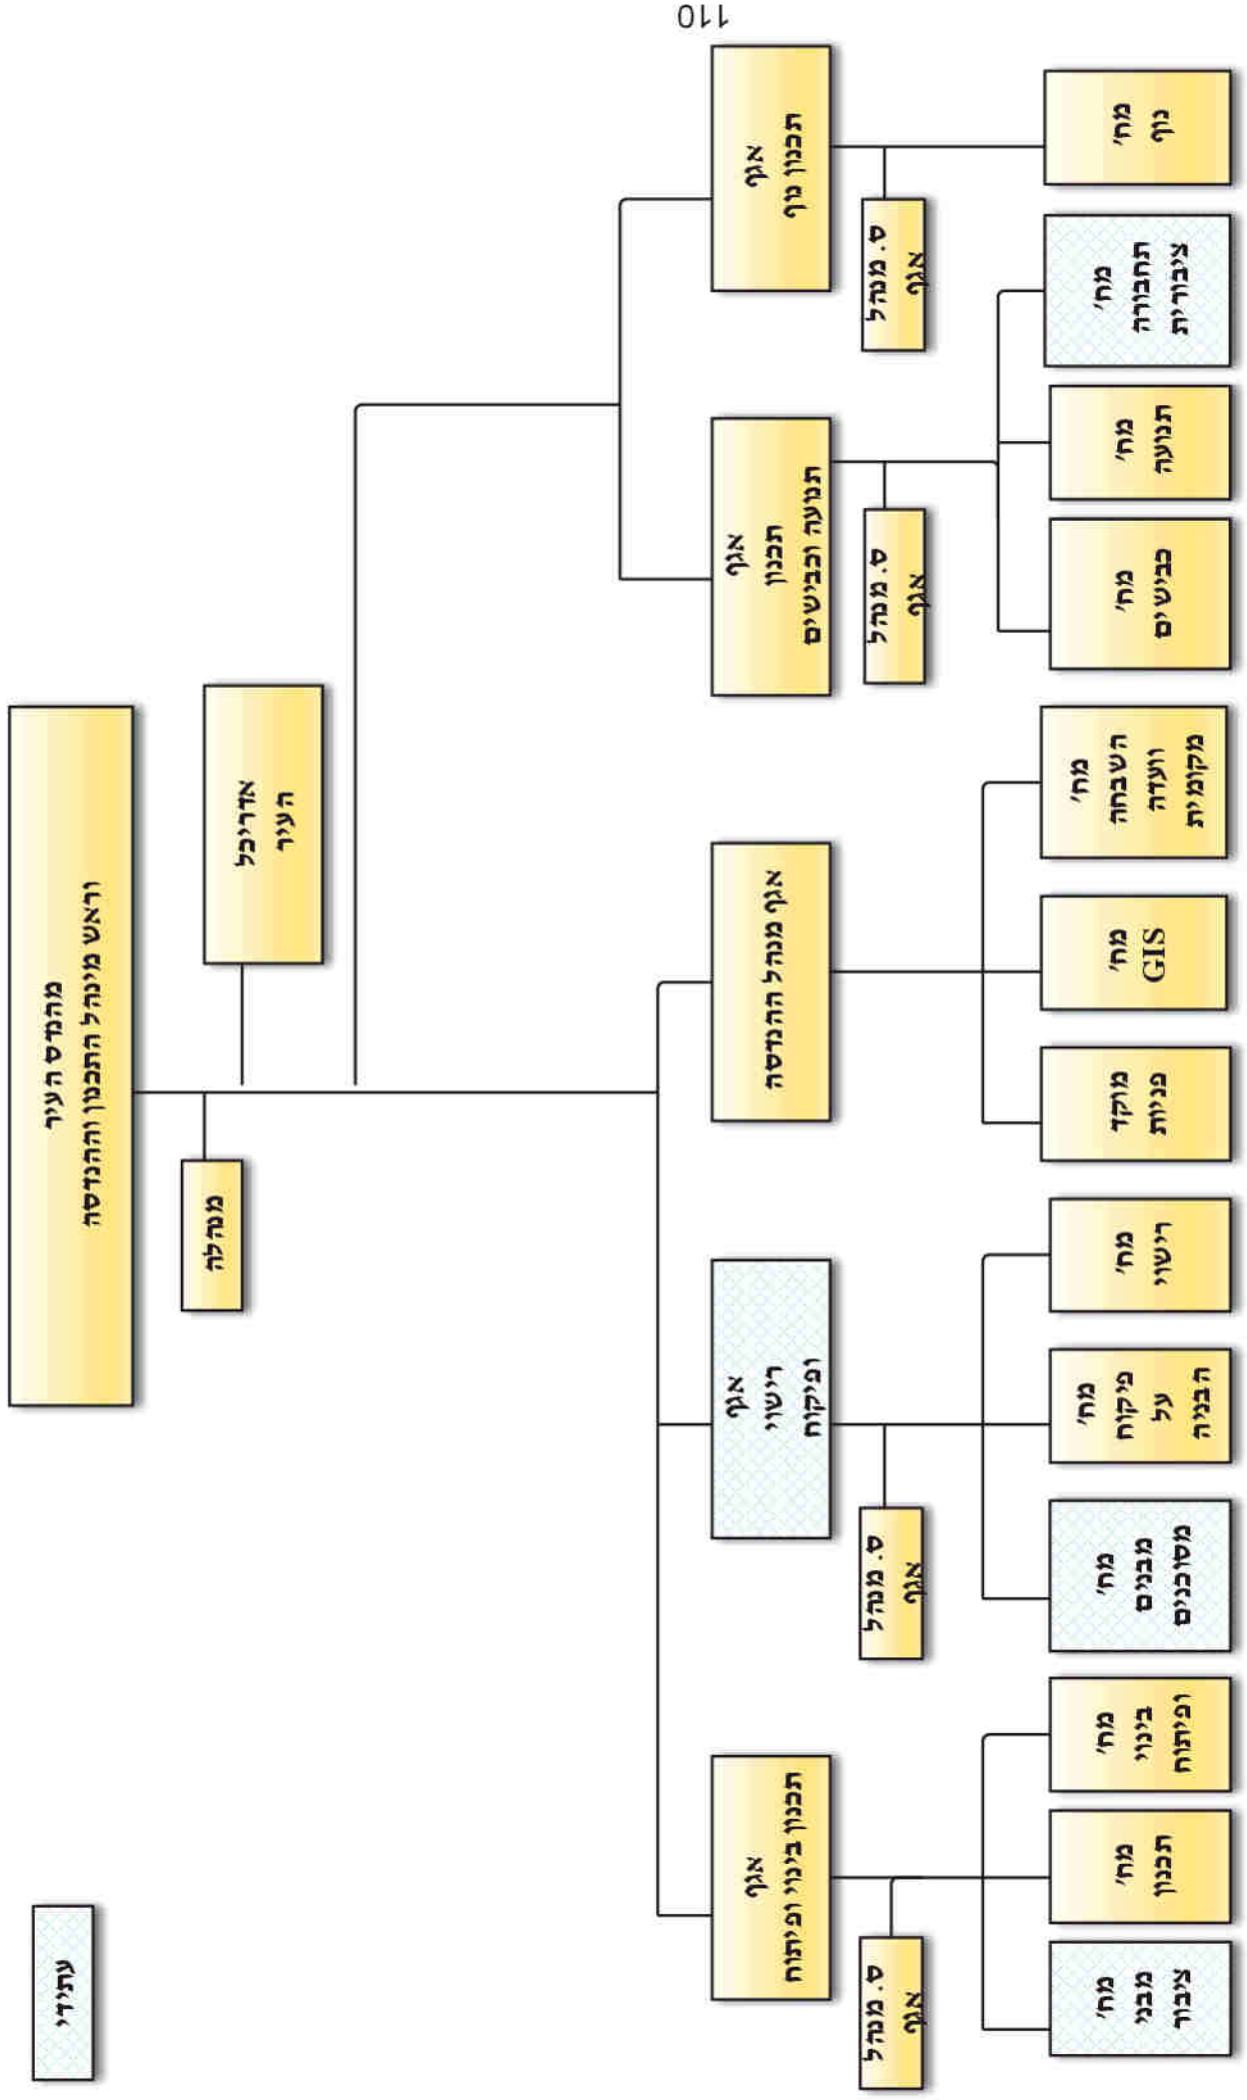 110
מהנדס העיר
וראש מינהל התכנון וההנדסה
עתידי
אדריכל
העיר
מנהלה
אגף
תכנון נוף
אגף
תכנון
תנועה וכבישים
אגף מנהל ההנדסה
אגף
רישוי
ופיקוח
אגף
תכנון בינוי ופיתוח
ס. מנהל
אגף
ס. מנהל
אגף
ס. מנהל
אגף
ס. מנהל
אגף
מח'
נוף
מח'
תחבורה
ציבורית
מח'
תנועה
מח'
כבישים
מח'
השבחה
וועדה
מקומית
מח'
GIS
מוקד
פניות
מח'
רישוי
מח'
פיקוח
על
הבניה
מח'
מבנים
מסוכנים
מח'
בינוי
ופיתוח
מח'
תכנון
מח'
מבני
ציבור